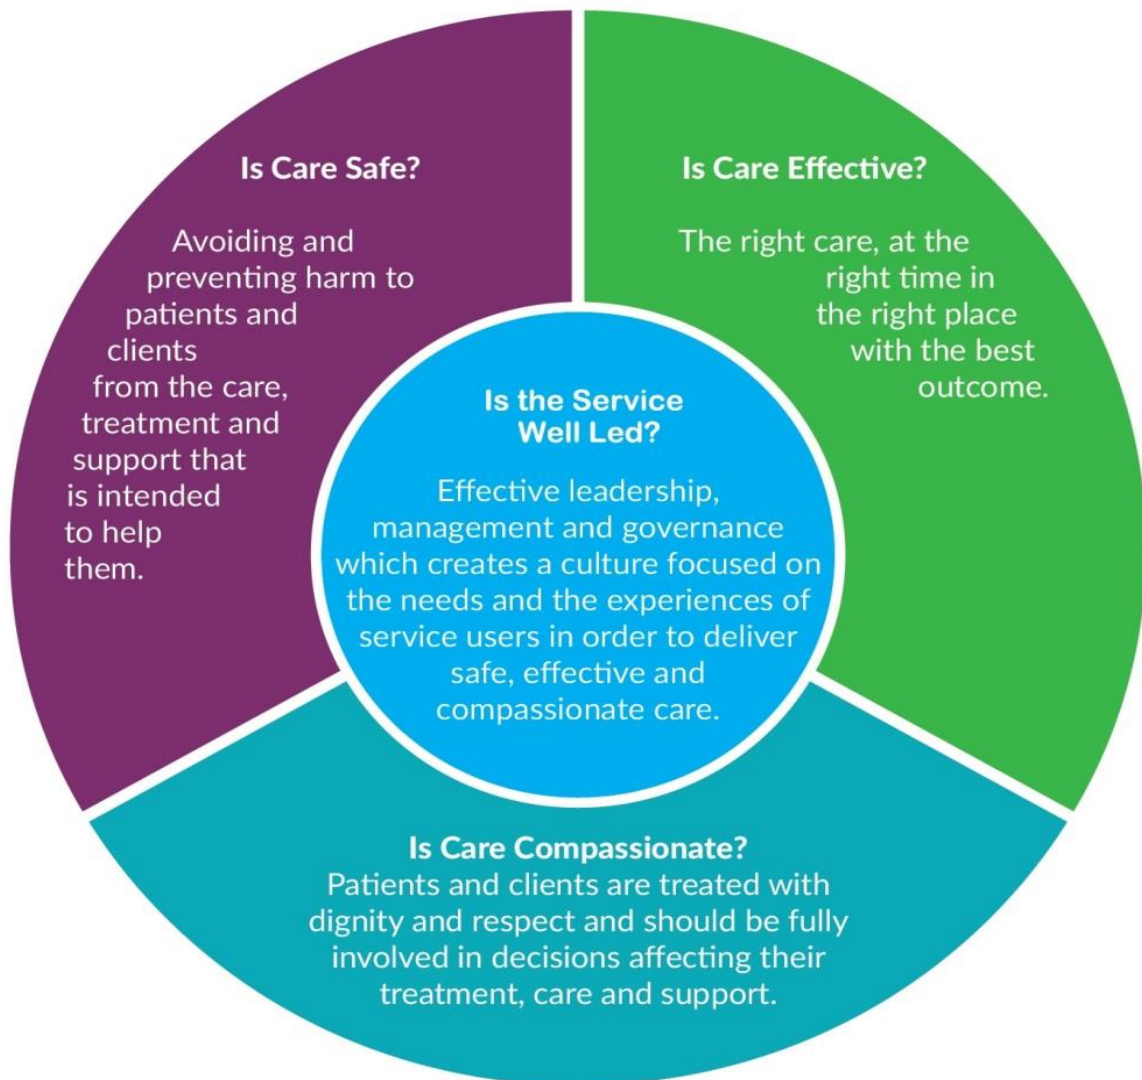 Is Care Safe?
Avoiding and
preventing harm to
patients and
clients
from the care,
treatment and
support that
is intended
to help
them.
Is Care Effective?
The right care, at the
right time in
the right place
with the best
outcome.
Is the Service
Well Led?
Effective leadership,
management and governance
which creates a culture focused on
the needs and the experiences of
service users in order to deliver
safe, effective and
compassionate care.
Is Care Compassionate?
Patients and clients are treated with
dignity and respect and should be fully
involved in decisions affecting their
treatment, care and support.